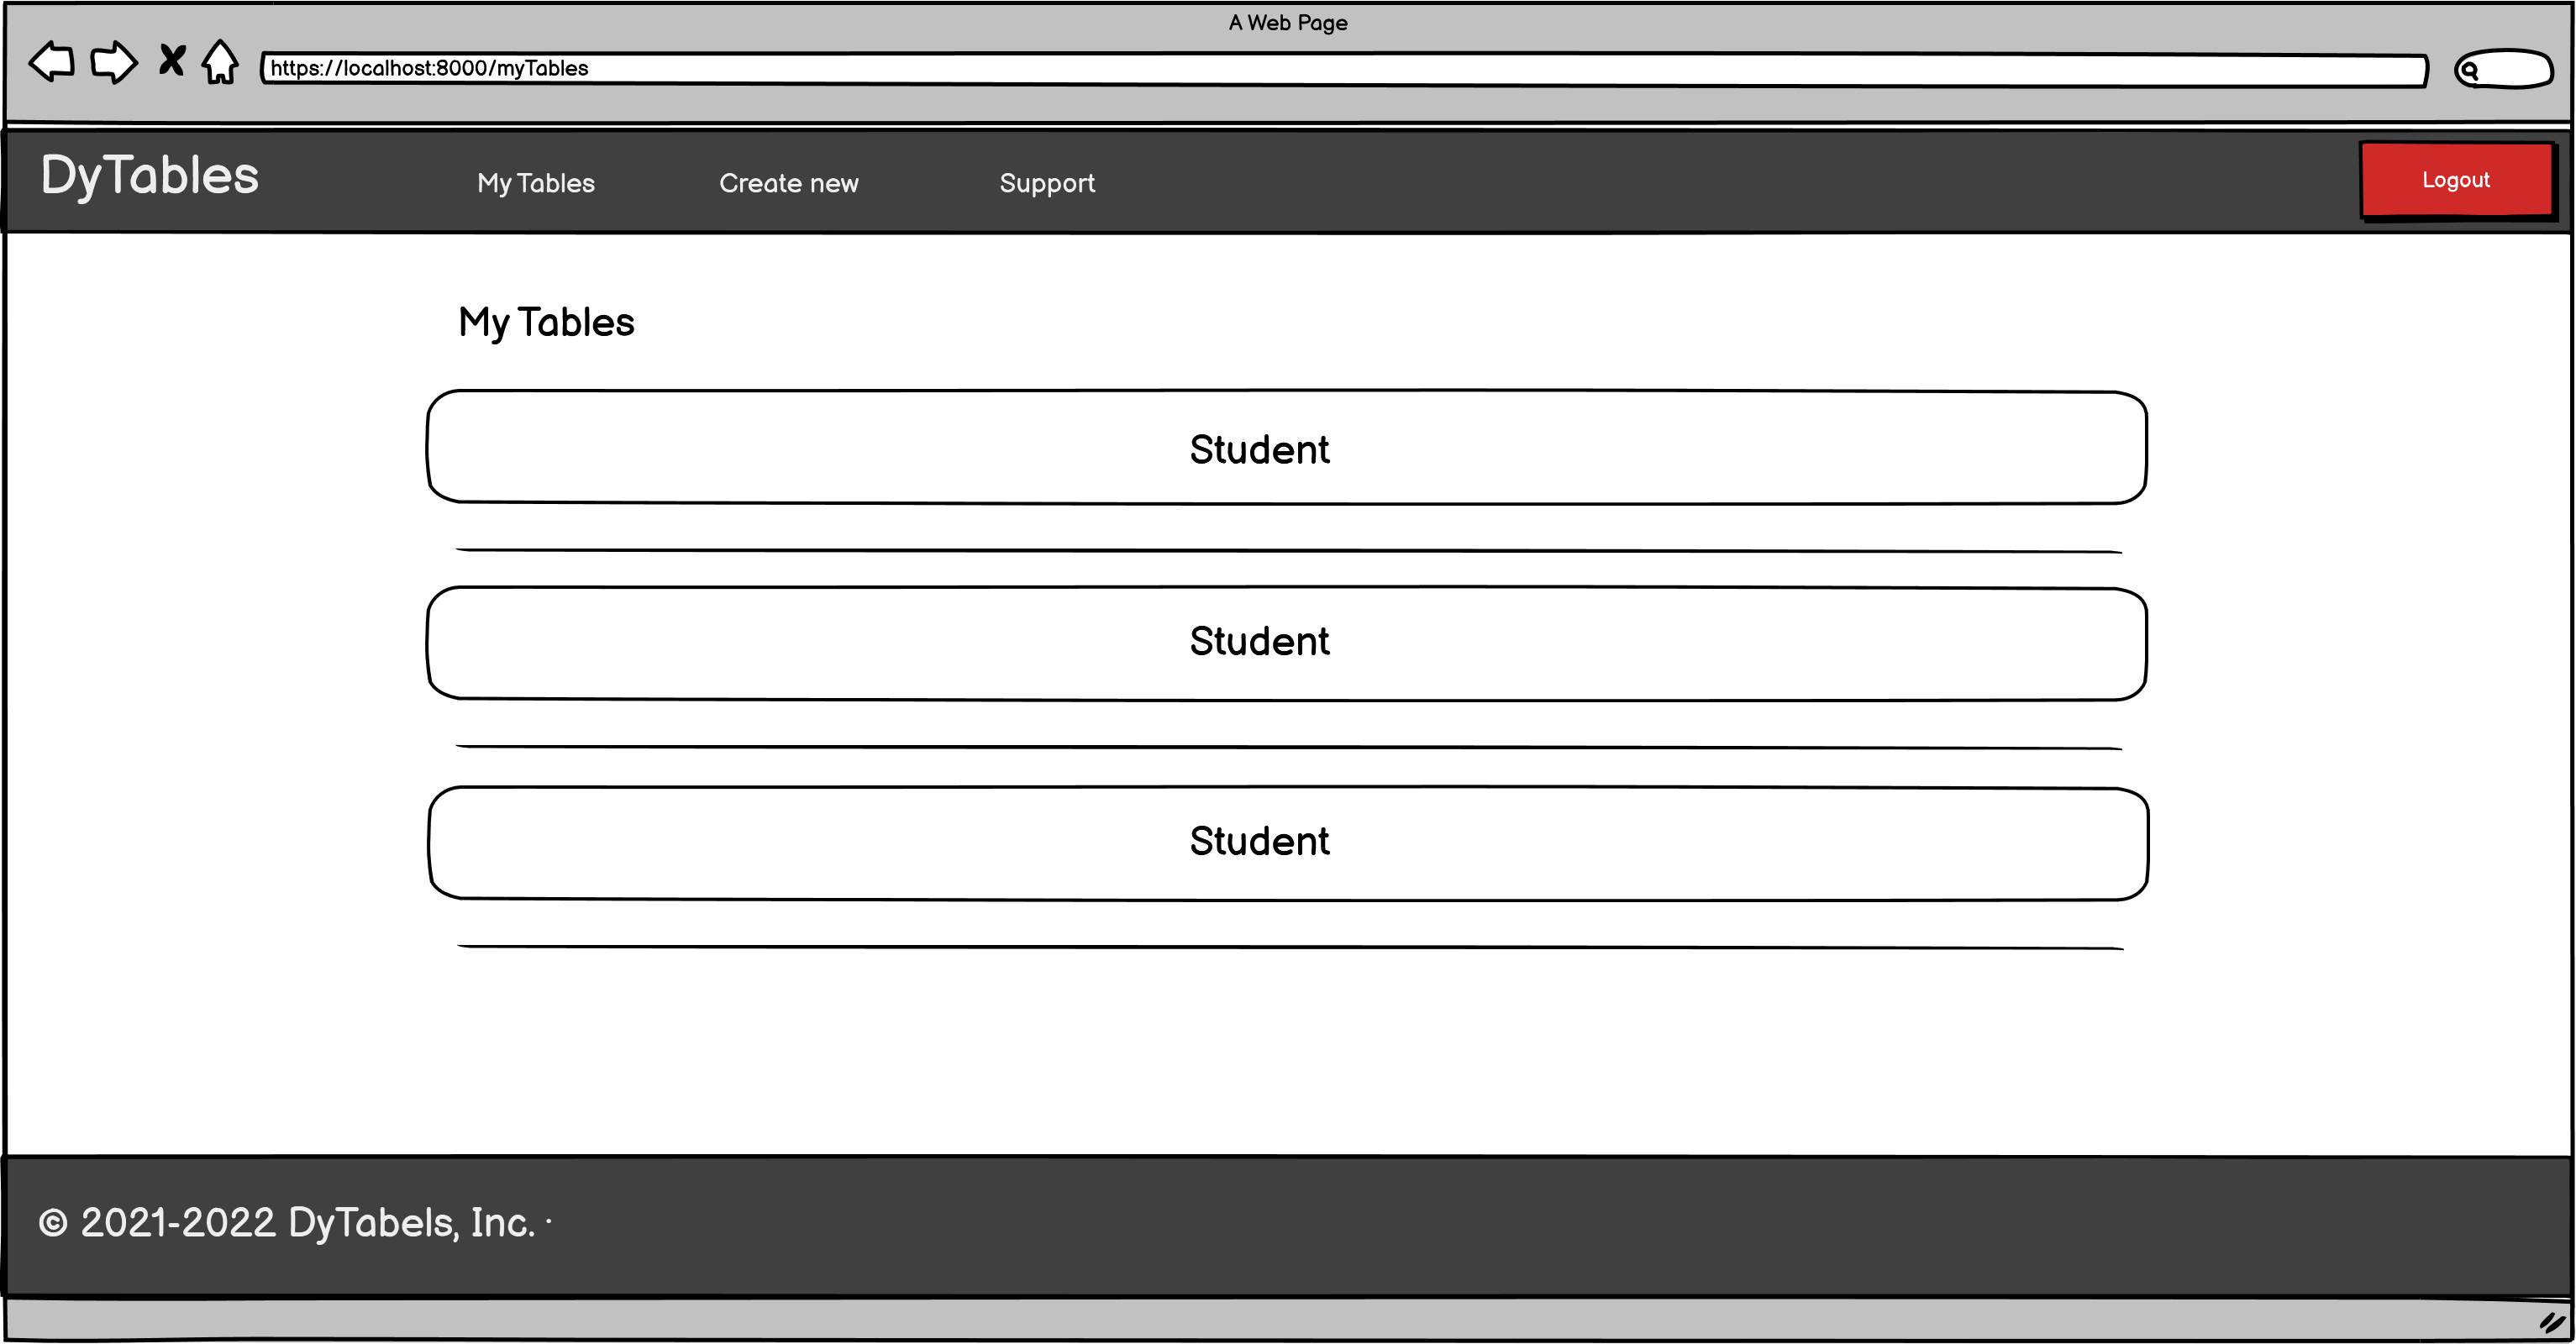 A Web Page
https://localhost:8000/myTables
DyTables My Tables Create new Support Logout
My Tables
Student
Student
Student
© 2021-2022 DyTabels, Inc. ·